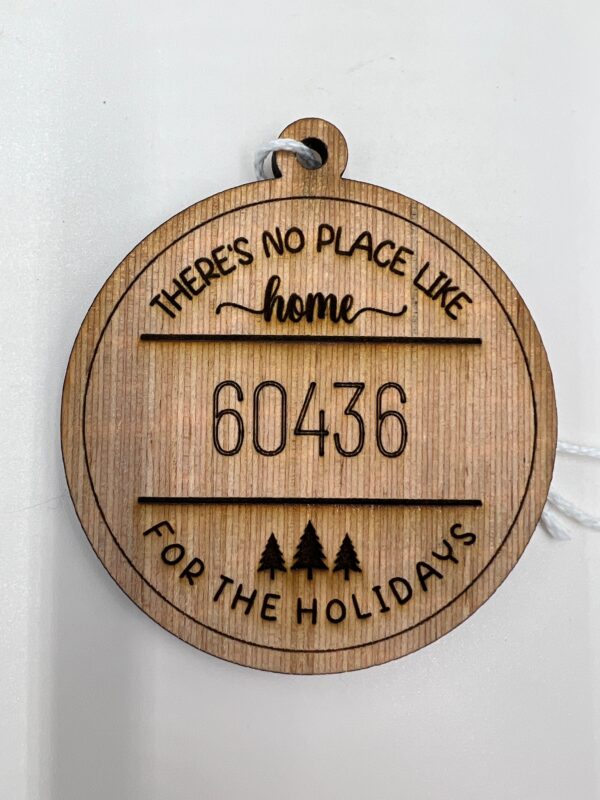 THERE'S NO PLACE LIKE
home
60436
FOR THE HOLIDAYS